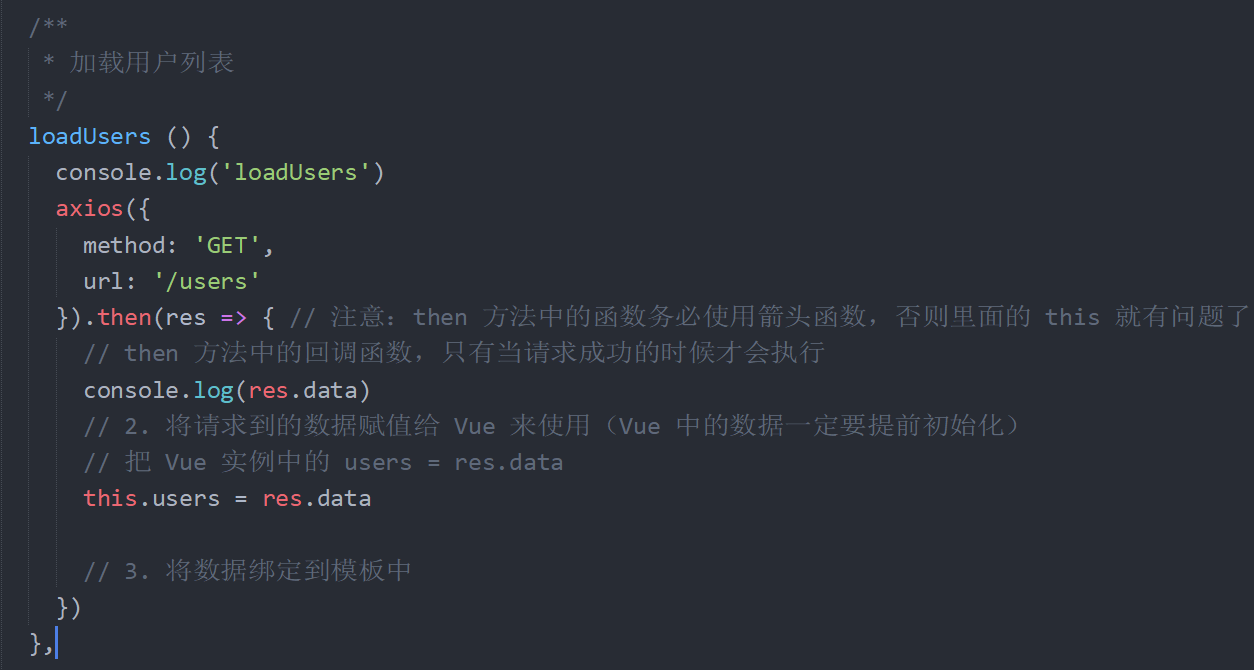 /**
 * 加载用户列表
 */
loadUsers () {
  console.log('loadUsers')
  axios({
    method: 'GET',
    url: '/users'
  }).then(res => { // 注意：then 方法中的函数务必使用箭头函数，否则里面的 this 就有问题了
    // then 方法中的回调函数，只有当请求成功的时候才会执行
    console.log(res.data)
    // 2. 将请求到的数据赋值给 Vue 来使用（Vue 中的数据一定要提前初始化）
    // 把 Vue 实例中的 users = res.data
    this.users = res.data

    // 3. 将数据绑定到模板中
  })
},